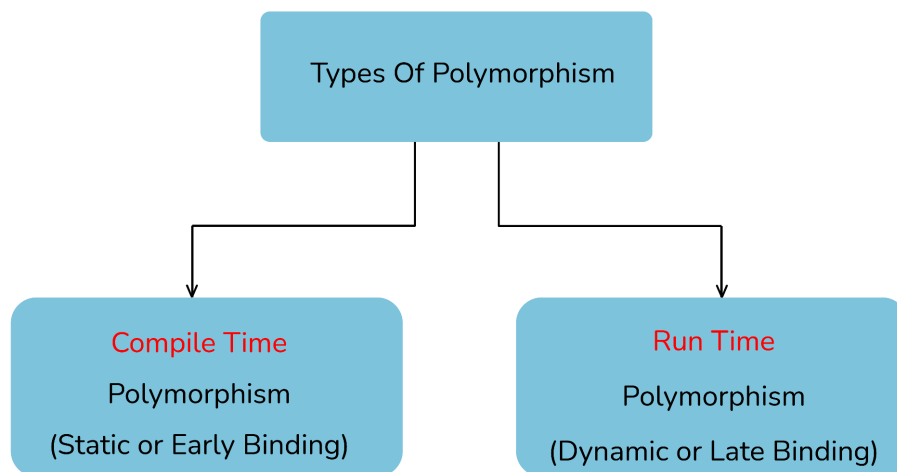 Types Of Polymorphism
Compile Time
Polymorphism
(Static or Early Binding)
Run Time
Polymorphism
(Dynamic or Late Binding)